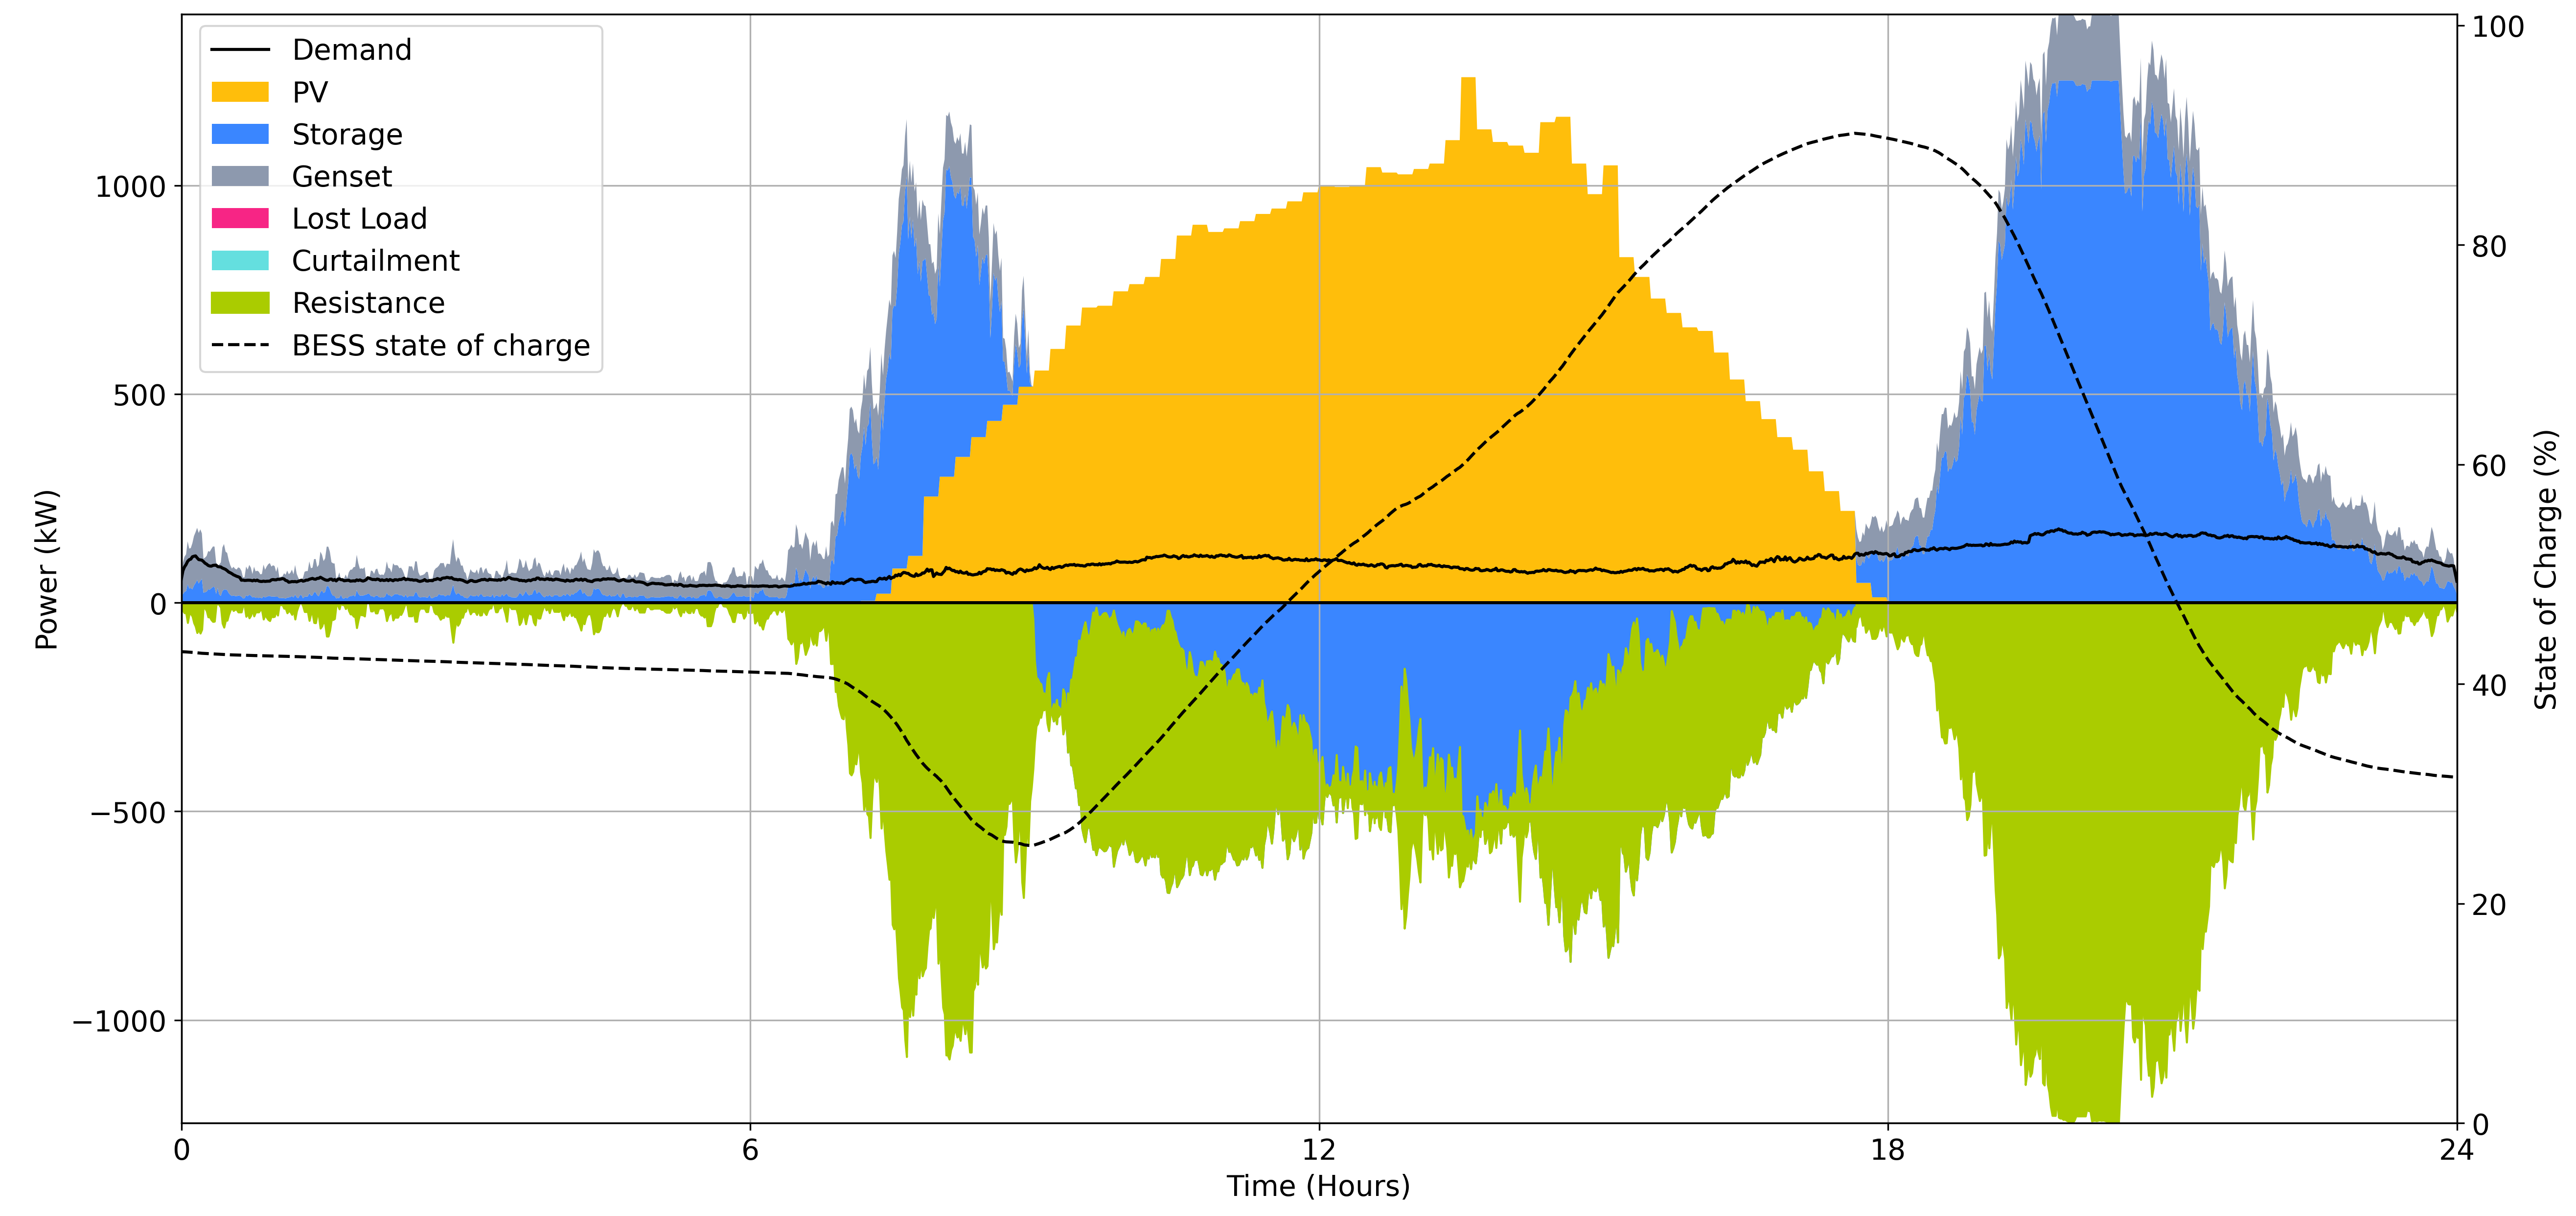 Demand
PV
Storage
Genset
Lost Load
Curtailment
Resistance
BESS state of charge
1000
500
0
−500
−1000
Power (kW)
100
80
60
40
20
0
State of Charge (%)
0 6 12 18 24
Time (Hours)